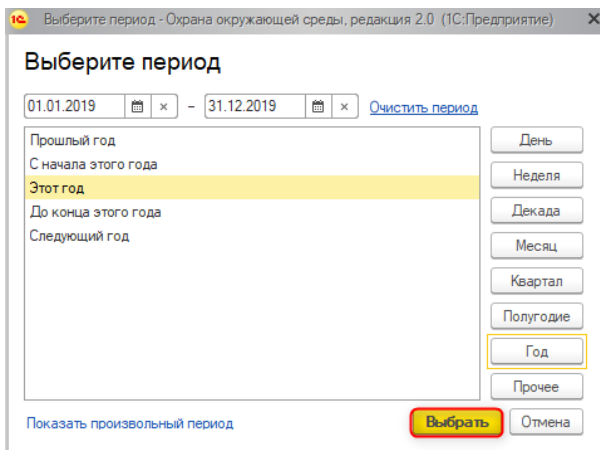 1С Выберите период - Охрана окружающей среды, редакция 2.0 (1С:Предприятие)
Выберите период
01.01.2019 – 31.12.2019 Очистить период
Прошлый год
С начала этого года
Этот год
До конца этого года
Следующий год
День
Неделя
Декада
Месяц
Квартал
Полугодие
Год
Прочее
Показать произвольный период
Выбрать
Отмена